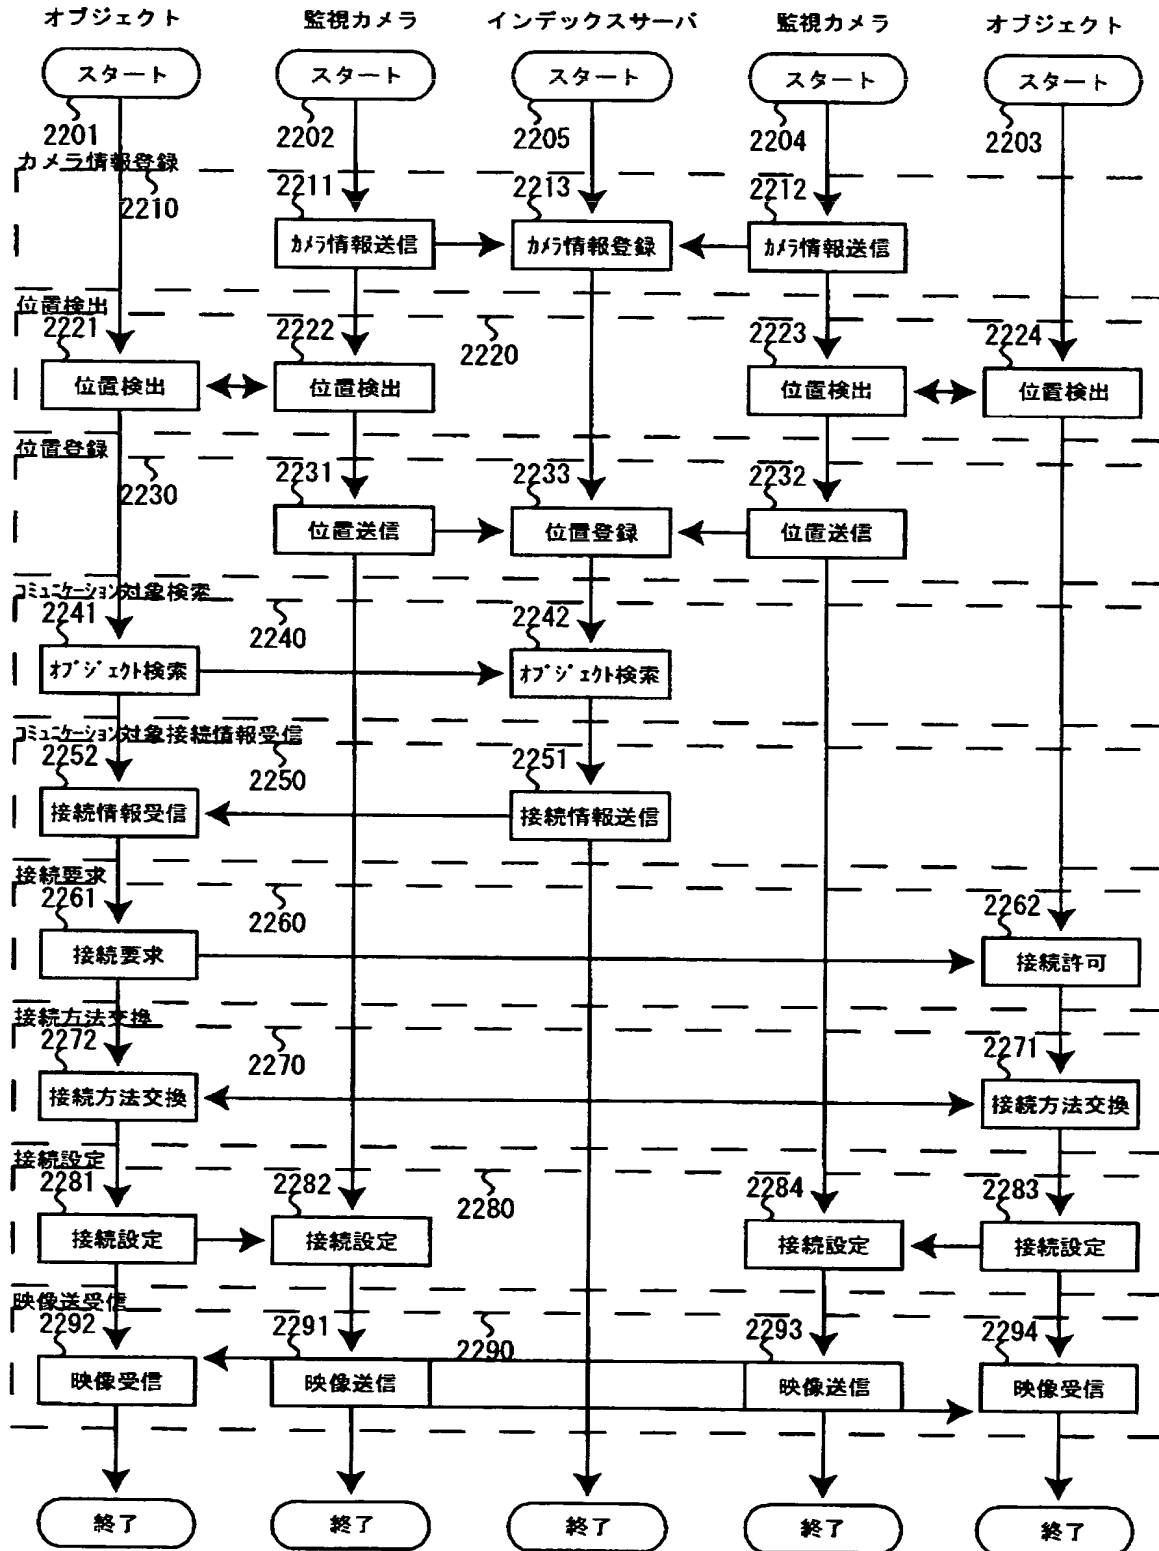 オブジェクト 監視カメラ インデックスサーバ 監視カメラ オブジェクト
スタート スタート スタート スタート スタート
2201 2202 2205 2204 2203
カメラ情報登録
2210 2211 2213 2212
カメラ情報送信 カメラ情報登録 カメラ情報送信
位置検出
2221 2222 2220 2223 2224
位置検出 位置検出 位置検出 位置検出
位置登録
2230 2231 2233 2232
位置送信 位置登録 位置送信
コミュニケーション対象検索
2241 2240 2242
オブジェクト検索 オブジェクト検索
コミュニケーション対象接続情報受信
2252 2250 2251
接続情報受信 接続情報送信
接続要求
2261 2260 2262
接続要求 接続許可
接続方法交換
2272 2270 2271
接続方法交換 接続方法交換
接続設定
2281 2282 2280 2284 2283
接続設定 接続設定 接続設定 接続設定
映像送受信
2292 2291 2290 2293 2294
映像受信 映像送信 映像送信 映像受信
終了 終了 終了 終了 終了